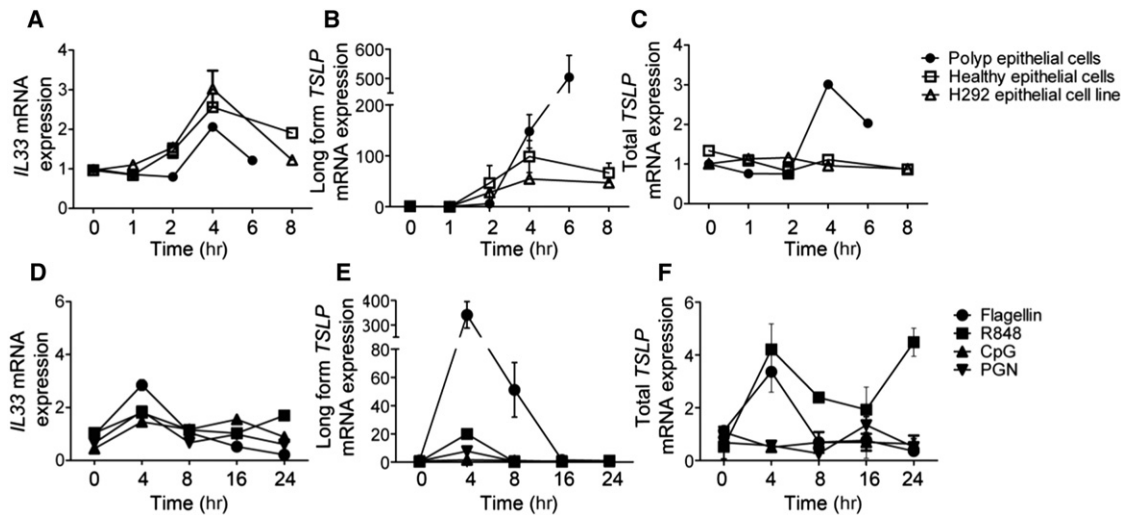 A
IL33 mRNA
expression
4
3
2
1
0
0 1 2 4 6 8
Time (hr)
B
Long form TSLP
mRNA expression
600
500
400
200
100
0
0 1 2 4 6 8
Time (hr)
C
Total TSLP
mRNA expression
4
3
2
1
0
0 1 2 4 6 8
Time (hr)
Polyp epithelial cells
Healthy epithelial cells
H292 epithelial cell line
D
IL33 mRNA
expression
6
4
2
0
0 4 8 16 24
Time (hr)
E
Long form TSLP
mRNA expression
400
300
80
60
40
20
0
0 4 8 16 24
Time (hr)
F
Total TSLP
mRNA expression
6
4
2
0
0 4 8 16 24
Time (hr)
Flagellin
R848
CpG
PGN